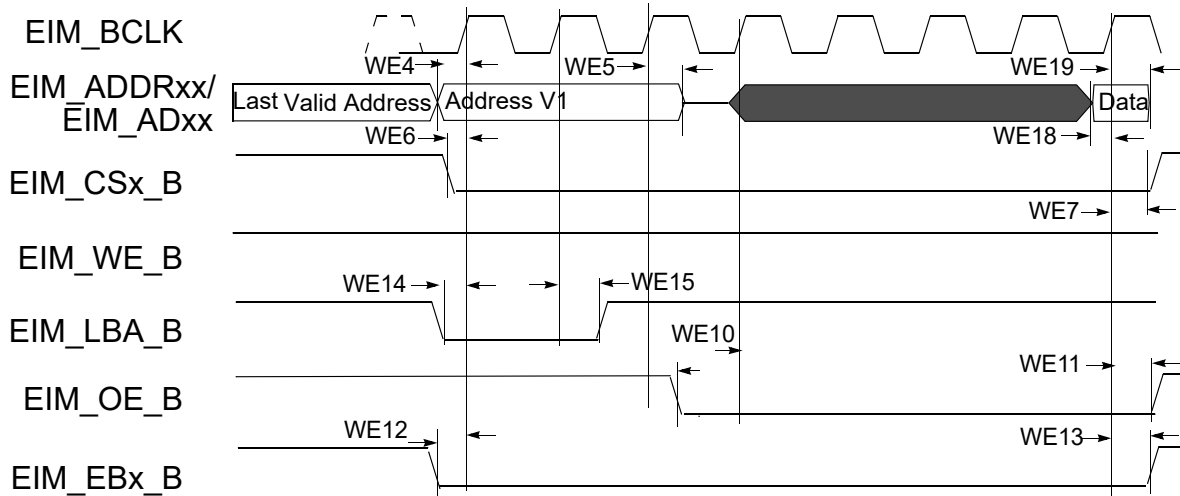 EIM_BCLK
WE4
WE5
WE19
EIM_ADDRxx/
EIM_ADxx
Last Valid Address
Address V1
Data
WE6
WE18
EIM_CSx_B
WE7
EIM_WE_B
WE14
WE15
EIM_LBA_B
WE10
WE11
EIM_OE_B
WE12
WE13
EIM_EBx_B